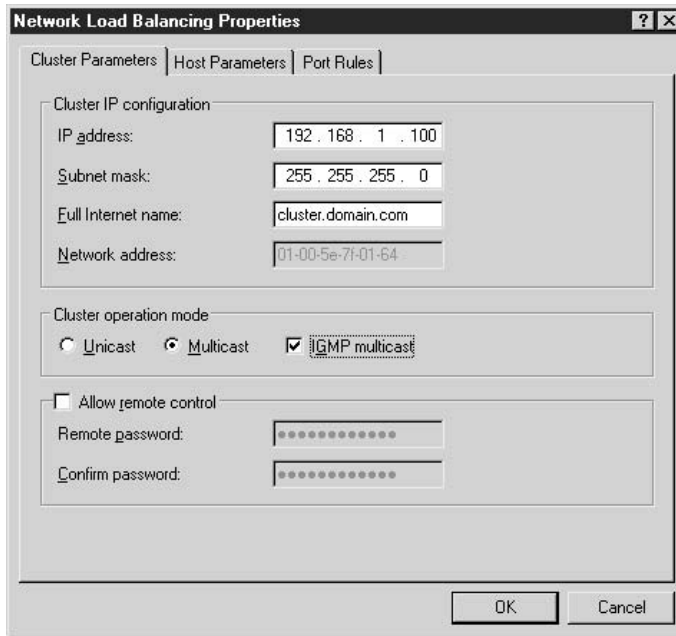 Network Load Balancing Properties ? X
Cluster Parameters Host Parameters Port Rules
Cluster IP configuration
IP address: 192 . 168 . 1 . 100
Subnet mask: 255 . 255 . 255 . 0
Full Internet name: cluster.domain.com
Network address: 01-00-5e-7f-01-64
Cluster operation mode
Unicast Multicast IGMP multicast
Allow remote control
Remote password: ●●●●●●●●●●●●
Confirm password: ●●●●●●●●●●●●
OK Cancel